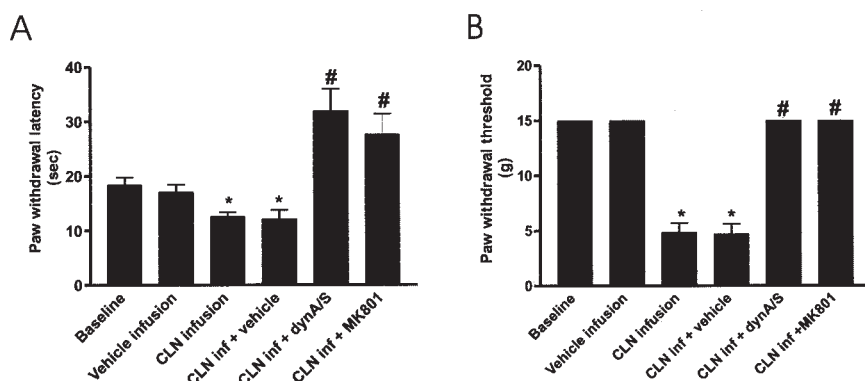 A
Paw withdrawal latency
(sec)
40
30
20
10
0
*
*
#
#
Baseline
Vehicle infusion
CLN infusion
CLN inf + vehicle
CLN inf + dynA/S
CLN inf + MK801
B
Paw withdrawal threshold
(g)
20
15
10
5
0
*
*
#
#
Baseline
Vehicle infusion
CLN infusion
CLN inf + vehicle
CLN inf + dynA/S
CLN inf +MK801